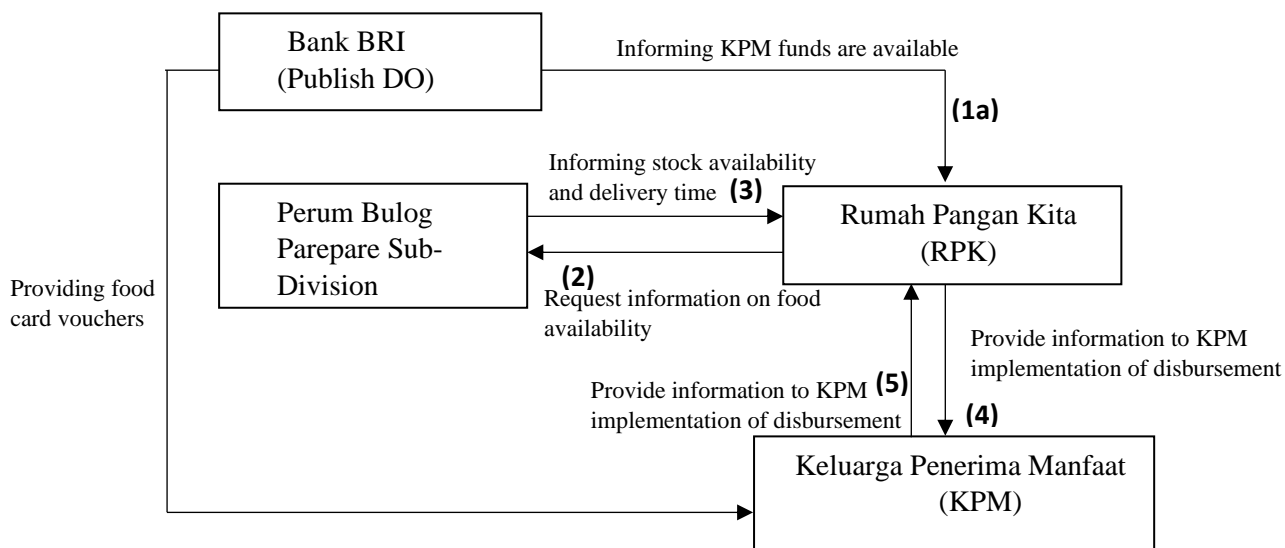 Bank BRI
(Publish DO)
Informing KPM funds are available
(1a)
Informing stock availability
and delivery time (3)
Perum Bulog
Parepare Sub-
Division
Rumah Pangan Kita
(RPK)
(2)
Request information on food
availability
Providing food
card vouchers
Provide information to KPM
implementation of disbursement
(5)
Provide information to KPM
implementation of disbursement
(4)
Keluarga Penerima Manfaat
(KPM)